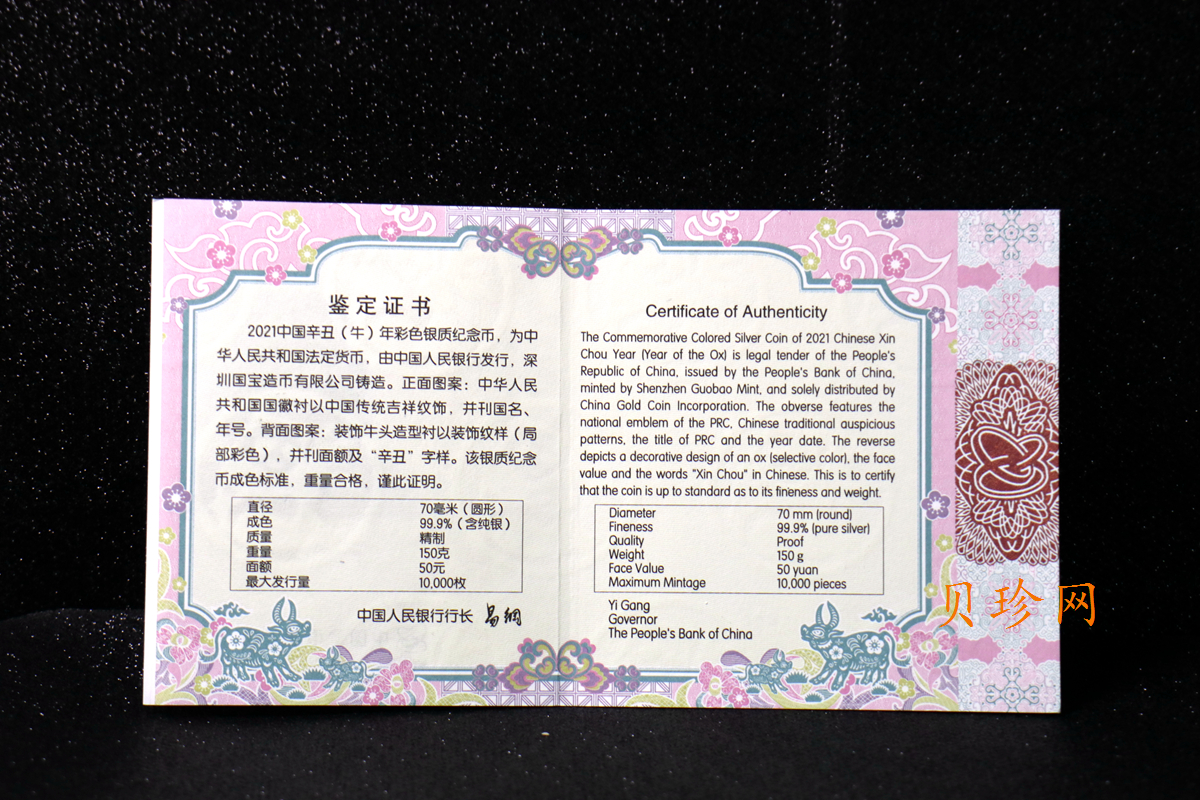 鉴定证书
2021中国辛丑（牛）年彩色银质纪念币，为中
华人民共和国法定货币，由中国人民银行发行，深
圳国宝造币有限公司铸造。正面图案：中华人民
共和国国徽衬以中国传统吉祥纹饰，并刊国名、
年号。背面图案：装饰牛头造型衬以装饰纹样（局
部彩色），并刊面额及“辛丑”字样。该银质纪念
币成色标准，重量合格，谨此证明。
直径 70毫米（圆形）
成色 99.9%（含纯银）
质量 精制
重量 150克
面额 50元
最大发行量 10,000枚
中国人民银行行长 易纲
Certificate of Authenticity
The Commemorative Colored Silver Coin of 2021 Chinese Xin
Chou Year (Year of the Ox) is legal tender of the People's
Republic of China, issued by the People's Bank of China,
minted by Shenzhen Guobao Mint, and solely distributed by
China Gold Coin Incorporation. The obverse features the
national emblem of the PRC, Chinese traditional auspicious
patterns, the title of PRC and the year date. The reverse
depicts a decorative design of an ox (selective color), the face
value and the words "Xin Chou" in Chinese. This is to certify
that the coin is up to standard as to its fineness and weight.
Diameter 70 mm (round)
Fineness 99.9% (pure silver)
Quality Proof
Weight 150 g
Face Value 50 yuan
Maximum Mintage 10,000 pieces
Yi Gang
Governor
The People's Bank of China
贝珍网